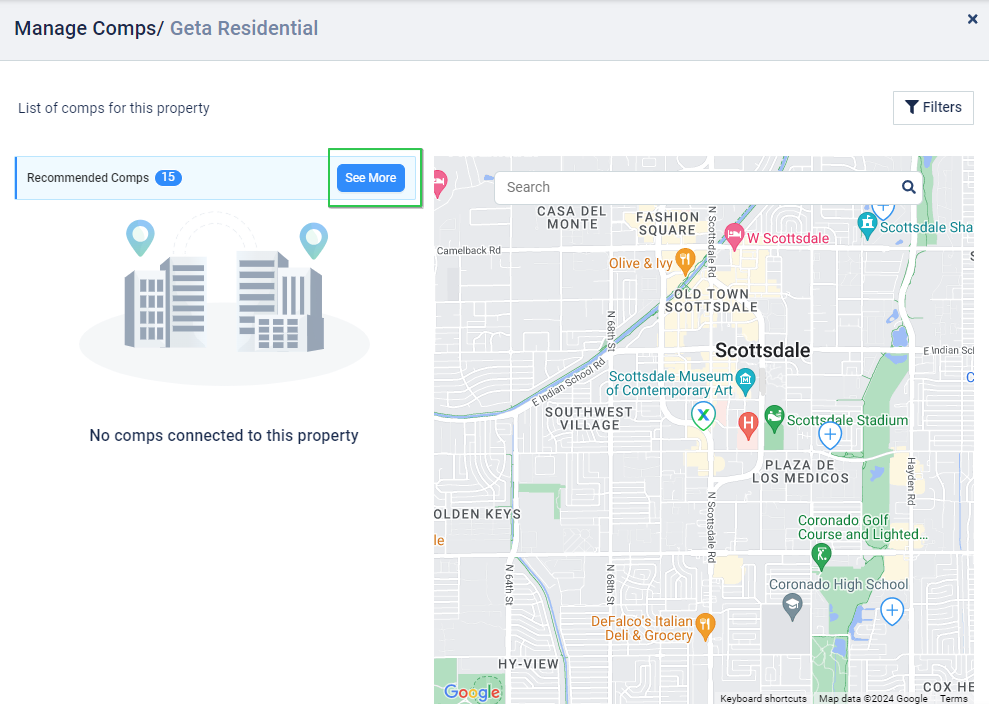 Manage Comps/ Geta Residential
×
List of comps for this property
Filters
Recommended Comps 15
See More
No comps connected to this property
Search
CASA DEL
MONTE
FASHION
SQUARE
N Scottsdale Rd
W Scottsdale
Scottsdale Sha
Camelback Rd
Olive & Ivy
OLD TOWN
SCOTTSDALE
N 68th St
Scottsdale
E Indian Sc
E Indian School Rd
Scottsdale Museum
of Contemporary Art
SOUTHWEST
VILLAGE
H
Scottsdale Stadium
PLAZA DE
LOS MEDICOS
Hayden Rd
N Scottsdale Rd
OLDEN KEYS
le
Coronado Golf
Course and Lighted...
N 64th St
N 68th St
Coronado High School
DeFalco's Italian
Deli & Grocery
HY-VIEW
COX HE
Google
Keyboard shortcuts
Map data ©2024 Google
Terms